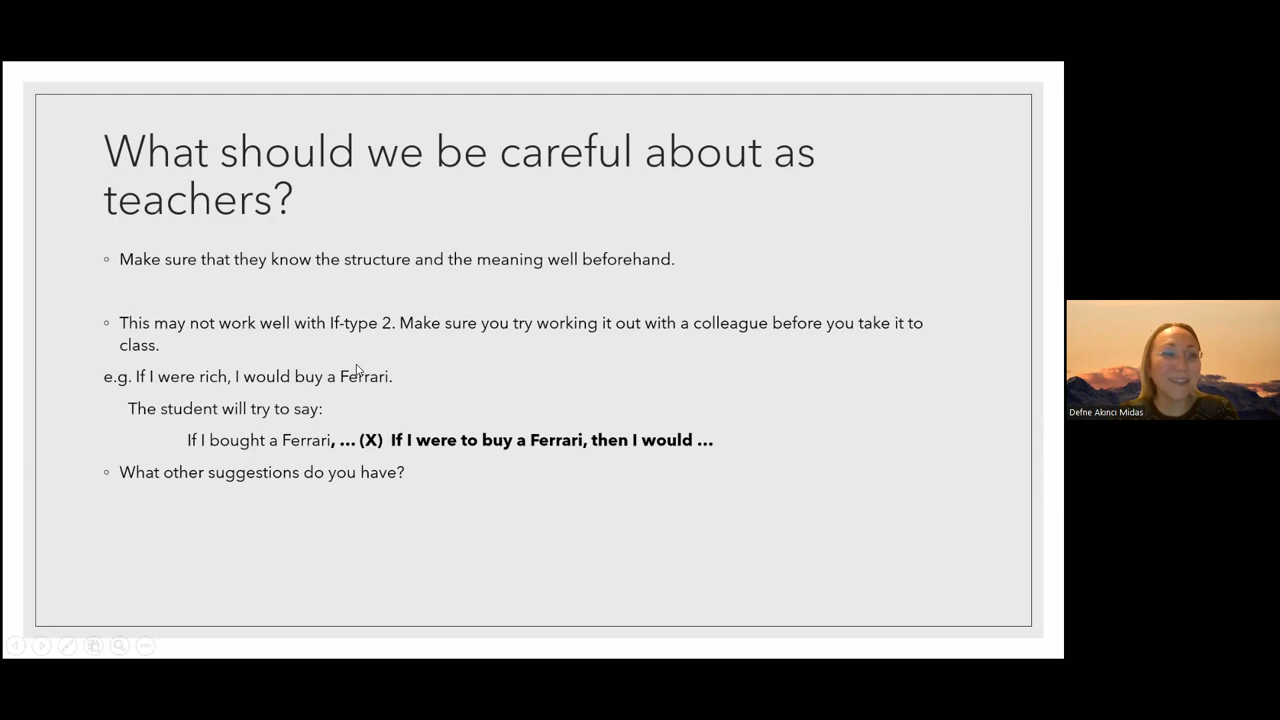 What should we be careful about as
teachers?
◦ Make sure that they know the structure and the meaning well beforehand.
◦ This may not work well with If-type 2. Make sure you try working it out with a colleague before you take it to
class.
e.g. If I were rich, I would buy a Ferrari.
The student will try to say:
If I bought a Ferrari, ... (X) If I were to buy a Ferrari, then I would ...
◦ What other suggestions do you have?
Defne Akıncı Midas